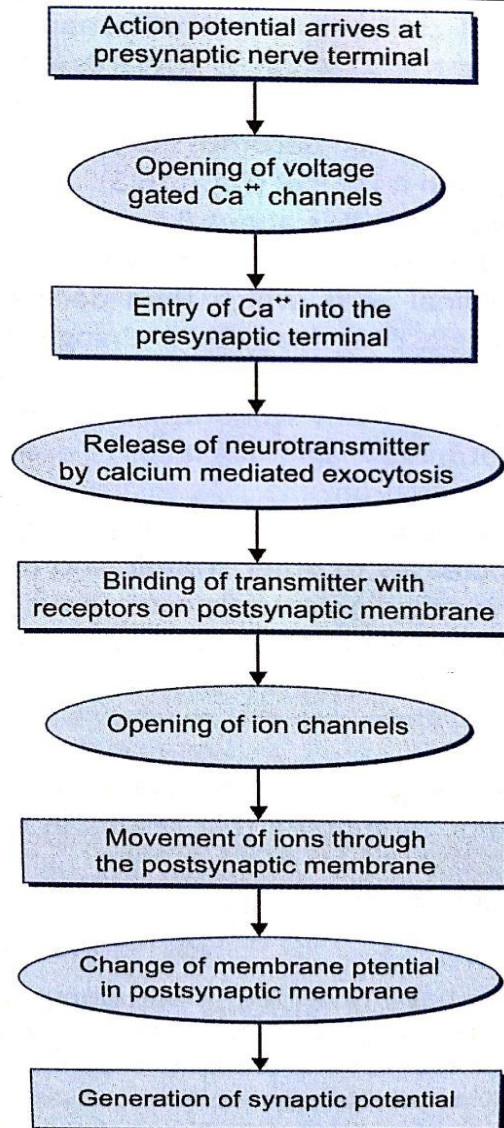 Action potential arrives at
presynaptic nerve terminal
Opening of voltage
gated Ca⁺⁺ channels
Entry of Ca⁺⁺ into the
presynaptic terminal
Release of neurotransmitter
by calcium mediated exocytosis
Binding of transmitter with
receptors on postsynaptic membrane
Opening of ion channels
Movement of ions through
the postsynaptic membrane
Change of membrane ptential
in postsynaptic membrane
Generation of synaptic potential